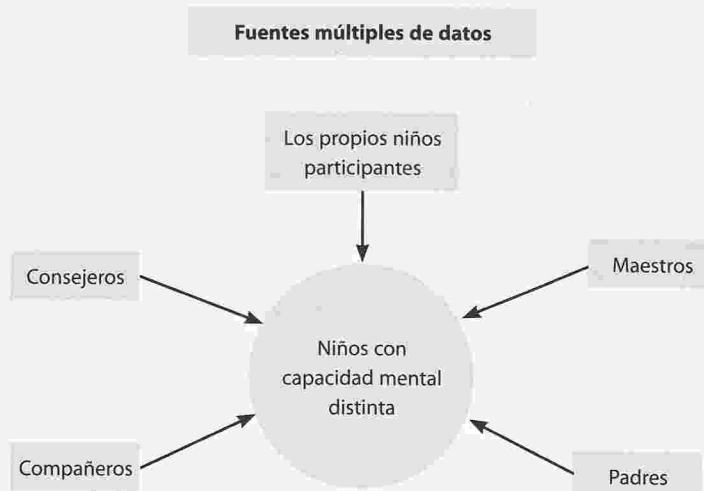 Fuentes múltiples de datos
Los propios niños
participantes
Consejeros
Maestros
Niños con
capacidad mental
distinta
Compañeros
Padres